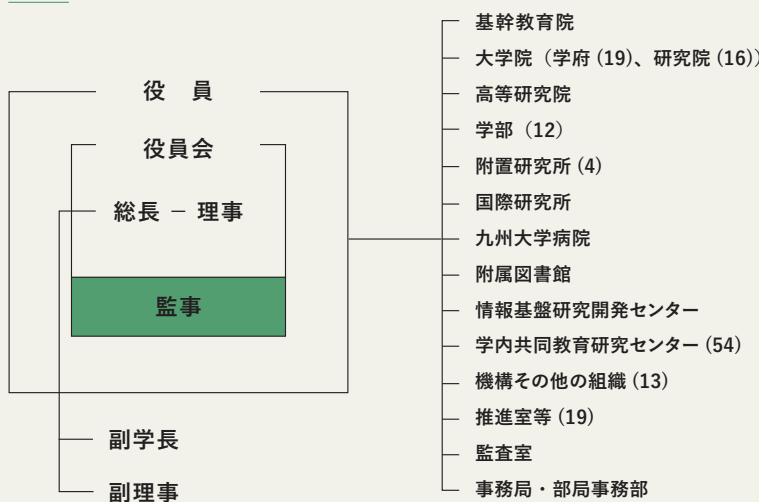 役　員
役員会
総長 － 理事
監事
副学長
副理事
基幹教育院
大学院（学府 (19)、研究院 (16)）
高等研究院
学部（12）
附置研究所 (4)
国際研究所
九州大学病院
附属図書館
情報基盤研究開発センター
学内共同教育研究センター (54)
機構その他の組織 (13)
推進室等 (19)
監査室
事務局・部局事務部